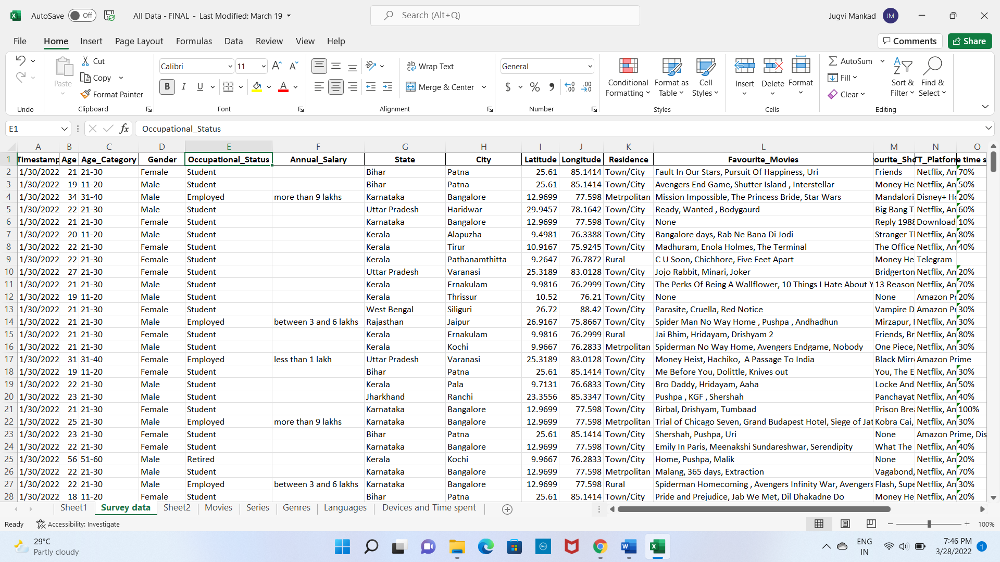 AutoSave Off All Data - FINAL - Last Modified: March 19 Search (Alt+Q) Jugvi Mankad JM
File Home Insert Page Layout Formulas Data Review View Help Comments Share
Cut Calibri 11 Wrap Text General AutoSum
Paste Copy Conditional Formatting Format as Table Cell Styles Insert Delete Format Fill Sort & Filter Find & Select
Format Painter B I U A Merge & Center $ % Clear
Undo Clipboard Font Alignment Number Styles Cells Editing
E1 fx Occupational_Status
A B C D E F G H I J K L M N O
1 Timestamp Age Age_Category Gender Occupational_Status Annual_Salary State City Latitude Longitude Residence Favourite_Movies ourite_Sho TT_Platform e time s
2 1/30/2022 21 21-30 Female Student Bihar Patna 25.61 85.1414 Town/City Fault In Our Stars, Pursuit Of Happiness, Uri Friends Netflix, Am 70%
3 1/30/2022 19 11-20 Male Student Bihar Patna 25.61 85.1414 Town/City Avengers End Game, Shutter Island , Interstellar Money He Netflix, Am 50%
4 1/30/2022 34 31-40 Male Employed more than 9 lakhs Karnataka Bangalore 12.9699 77.598 Metrpolitan Mission Impossible, The Princess Bride, Star Wars Mandalori Disney+ Ho 20%
5 1/30/2022 22 21-30 Male Student Uttar Pradesh Haridwar 29.9457 78.1642 Town/City Ready, Wanted , Bodygaurd Big Bang T Netflix, Am 60%
6 1/30/2022 21 21-30 Female Student Karnataka Bangalore 12.9699 77.598 Town/City None Reply 1988 Download 10%
7 1/30/2022 20 11-20 Male Student Kerala Alapuzha 9.4981 76.3388 Town/City Bangalore days, Rab Ne Bana Di Jodi Stranger T Netflix, Am 80%
8 1/30/2022 22 21-30 Female Student Kerala Tirur 10.9167 75.9245 Town/City Madhuram, Enola Holmes, The Terminal The Office Netflix, Am 40%
9 1/30/2022 22 21-30 Female Student Kerala Pathanamthitta 9.2647 76.7872 Rural C U Soon, Chichhore, Five Feet Apart Money He Telegram
10 1/30/2022 27 21-30 Female Student Uttar Pradesh Varanasi 25.3189 83.0128 Town/City Jojo Rabbit, Minari, Joker Bridgerton Netflix, Am 20%
11 1/30/2022 21 21-30 Male Student Kerala Ernakulam 9.9816 76.2999 Town/City The Perks Of Being A Wallflower, 10 Things I Hate About Y 13 Reason Netflix, Am 70%
12 1/30/2022 19 11-20 Male Student Kerala Thrissur 10.52 76.21 Town/City None None Amazon Pr 20%
13 1/30/2022 21 21-30 Female Student West Bengal Siliguri 26.72 88.42 Town/City Parasite, Cruella, Red Notice Vampire D Amazon Pr 30%
14 1/30/2022 21 21-30 Male Employed between 3 and 6 lakhs Rajasthan Jaipur 26.9167 75.8667 Town/City Spider Man No Way Home , Pushpa , Andhadhun Mirzapur, Netflix, Am 30%
15 1/30/2022 21 21-30 Female Student Kerala Ernakulam 9.9816 76.2999 Rural Jai Bhim, Hridayam, Drishyam 2 Friends, Br Netflix, Am 80%
16 1/30/2022 21 21-30 Male Student Kerala Kochi 9.9667 76.2833 Metrpolitan Spiderman No Way Home, Avengers Endgame, Nobody One Piece, Netflix, Am 30%
17 1/30/2022 31 31-40 Female Employed less than 1 lakh Uttar Pradesh Varanasi 25.3189 83.0128 Town/City Money Heist, Hachiko, A Passage To India Black Mirr Amazon Prime
18 1/30/2022 19 11-20 Female Student Bihar Patna 25.61 85.1414 Town/City Me Before You, Dolittle, Knives out You, The E Netflix, Am 30%
19 1/30/2022 22 21-30 Male Student Kerala Pala 9.7131 76.6833 Town/City Bro Daddy, Hridayam, Aaha Locke And Netflix, Am 50%
20 1/30/2022 23 21-30 Male Student Jharkhand Ranchi 23.3556 85.3347 Town/City Pushpa , KGF , Shershah Panchayat Netflix, Am 40%
21 1/30/2022 21 21-30 Female Student Karnataka Bangalore 12.9699 77.598 Town/City Birbal, Drishyam, Tumbaad Prison Bre Netflix, Am 100%
22 1/30/2022 25 21-30 Male Employed more than 9 lakhs Karnataka Bangalore 12.9699 77.598 Metrpolitan Trial of Chicago Seven, Grand Budapest Hotel, Siege of Jat Kobra Cai, Netflix, Am 30%
23 1/30/2022 23 21-30 Female Student Bihar Patna 25.61 85.1414 Town/City Shershah, Pushpa, Uri None Amazon Prime, Dis
24 1/30/2022 22 21-30 Female Student Karnataka Bangalore 12.9699 77.598 Town/City Emily In Paris, Meenakshi Sundareshwar, Serendipity What The Netflix, Am 40%
25 1/30/2022 56 51-60 Male Retired Kerala Kochi 9.9667 76.2833 Town/City Home, Pushpa, Malik None Netflix, Am 20%
26 1/30/2022 22 21-30 Male Student Karnataka Bangalore 12.9699 77.598 Metrpolitan Malang, 365 days, Extraction Vagabond, Netflix, Am 70%
27 1/30/2022 22 21-30 Male Employed between 3 and 6 lakhs Karnataka Bangalore 12.9699 77.598 Rural Spiderman Homecoming , Avengers Infinity War, Avengers Flash, Supe Netflix, Am 30%
28 1/30/2022 18 11-20 Female Student Bihar Patna 25.61 85.1414 Town/City Pride and Prejudice, Jab We Met, Dil Dhakadne Do Money He Netflix, Am 20%
Sheet1 Survey data Sheet2 Movies Series Genres Languages Devices and Time spent
Ready Accessibility: Investigate 100%
29°C ENG 7:46 PM
Partly cloudy IN 3/28/2022 1